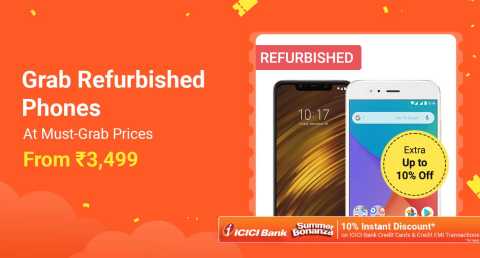 Grab Refurbished
Phones
At Must-Grab Prices
From ₹3,499
REFURBISHED
10:17
Extra
Up to
10% Off
ICICI Bank
Summer
Bonanza
10% Instant Discount*
on ICICI Bank Credit Cards & Credit EMI Transactions